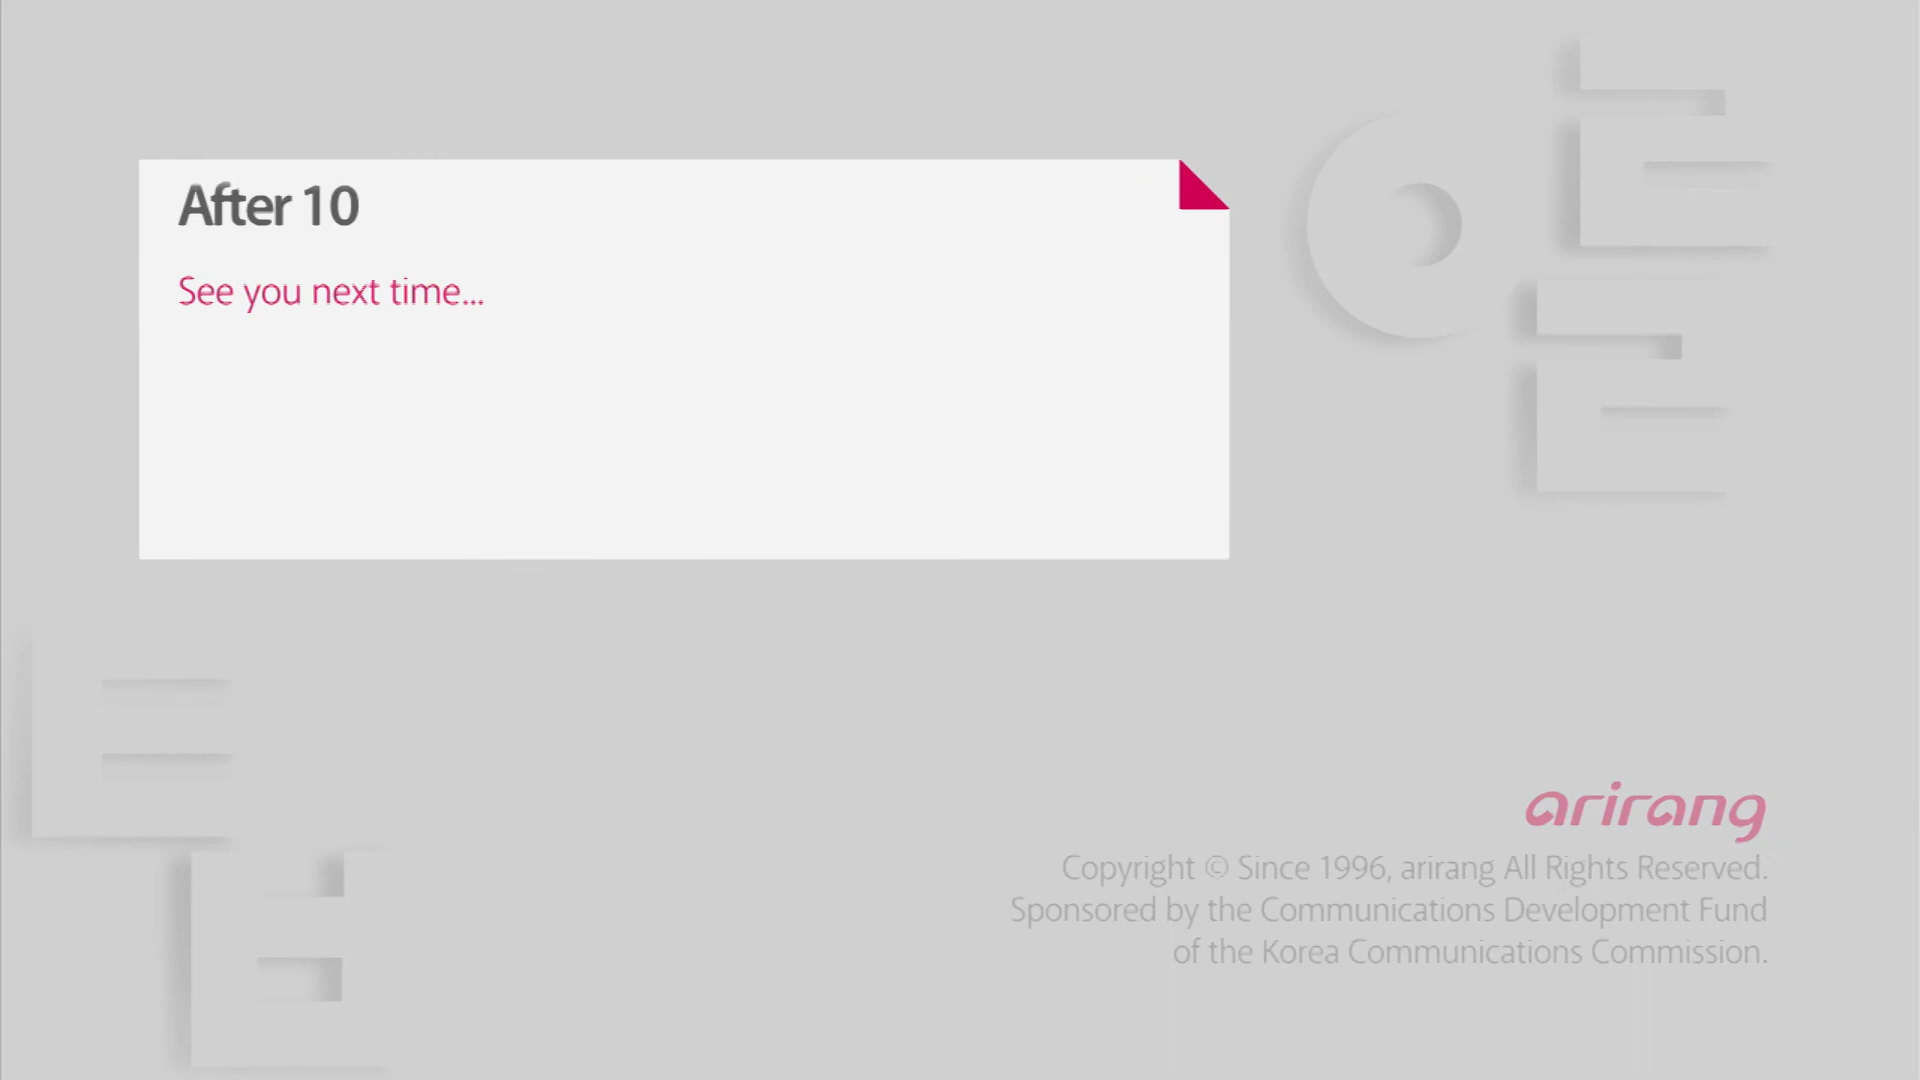 After 10
See you next time...
arirang
Copyright © Since 1996, arirang All Rights Reserved.
Sponsored by the Communications Development Fund
of the Korea Communications Commission.